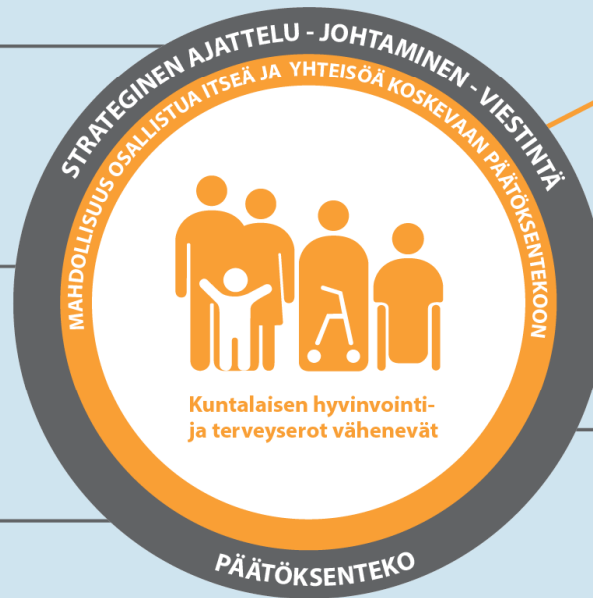 STRATEGINEN AJATTELU - JOHTAMINEN - VIESTINTÄ
MAHDOLLISUUS OSALLISTUA ITSEÄ JA YHTEISÖÄ KOSKEVAAN PÄÄTÖKSENTEKOON
Kuntalaisen hyvinvointi-
ja terveyserot vähenevät
PÄÄTÖKSENTEKO